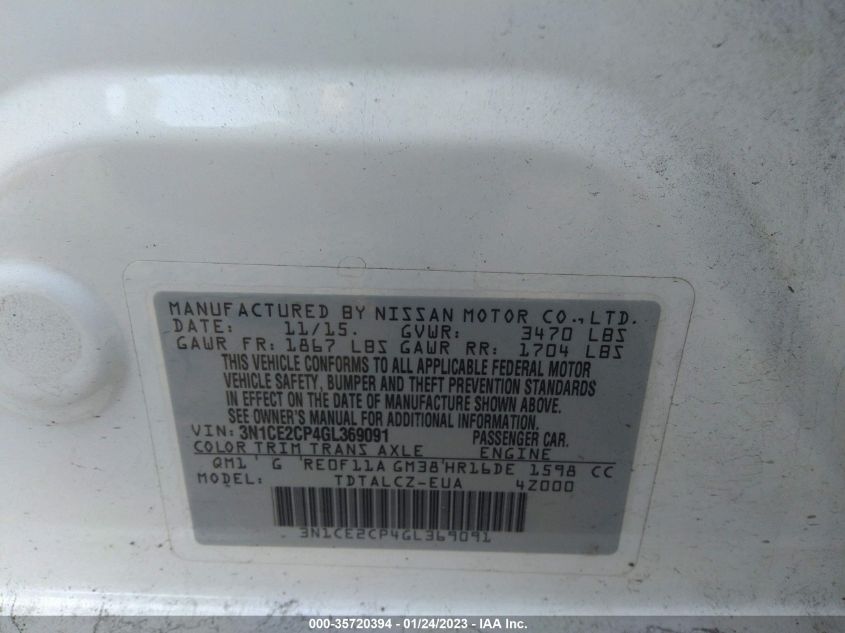 MANUFACTURED BY NISSAN MOTOR CO.,LTD.
DATE: 11/15. GVWR: 3470 LBS
GAWR FR: 1867 LBS GAWR RR: 1704 LBS
THIS VEHICLE CONFORMS TO ALL APPLICABLE FEDERAL MOTOR
VEHICLE SAFETY, BUMPER AND THEFT PREVENTION STANDARDS
IN EFFECT ON THE DATE OF MANUFACTURE SHOWN ABOVE.
SEE OWNER'S MANUAL FOR ADDITIONAL INFORMATION.
VIN: 3N1CE2CP4GL369091 PASSENGER CAR.
COLOR TRIM TRANS AXLE ENGINE
QM1 ' G 'RE0F11A GM38'HR16DE 1598 CC
MODEL: TDTALCZ-EUA 4Z000
3N1CE2CP4GL369091
000-35720394 - 01/24/2023 - IAA Inc.